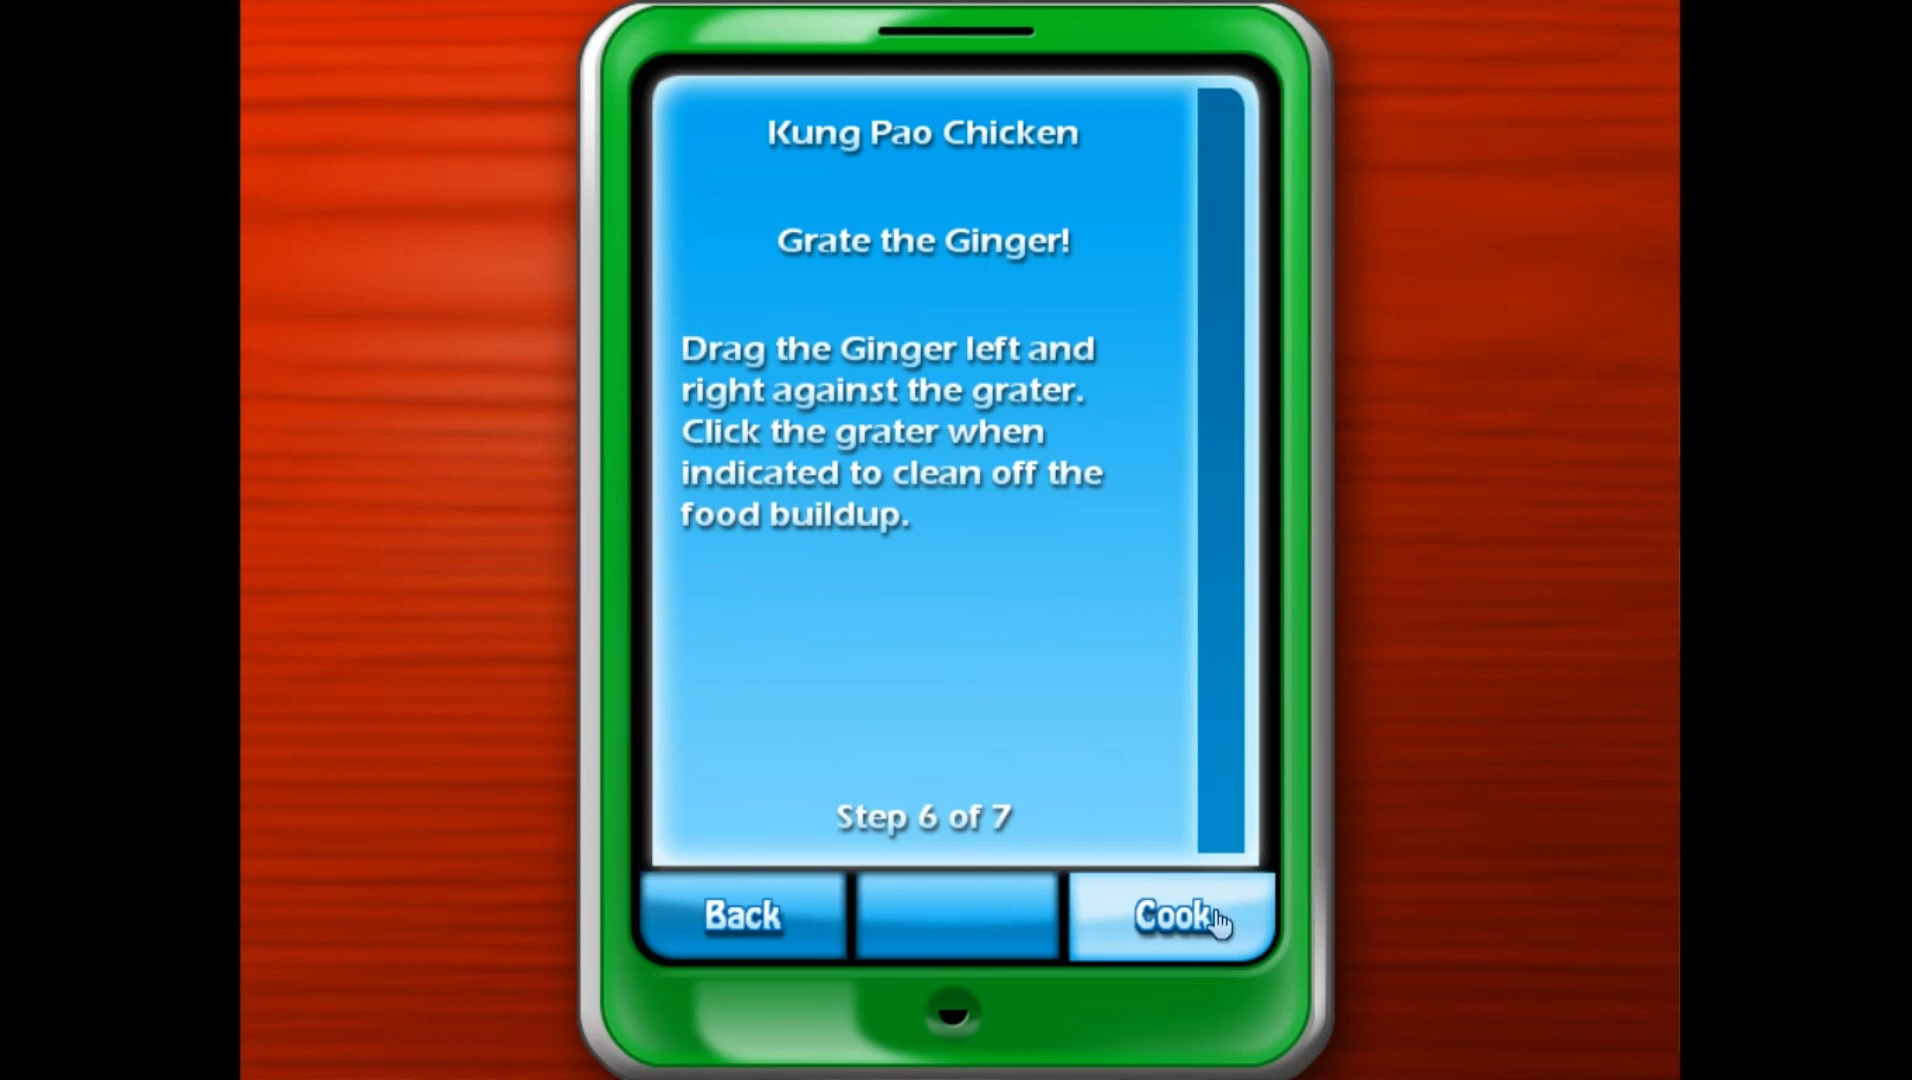 Kung Pao Chicken
Grate the Ginger!
Drag the Ginger left and
right against the grater.
Click the grater when
indicated to clean off the
food buildup.
Step 6 of 7
Back
Cook